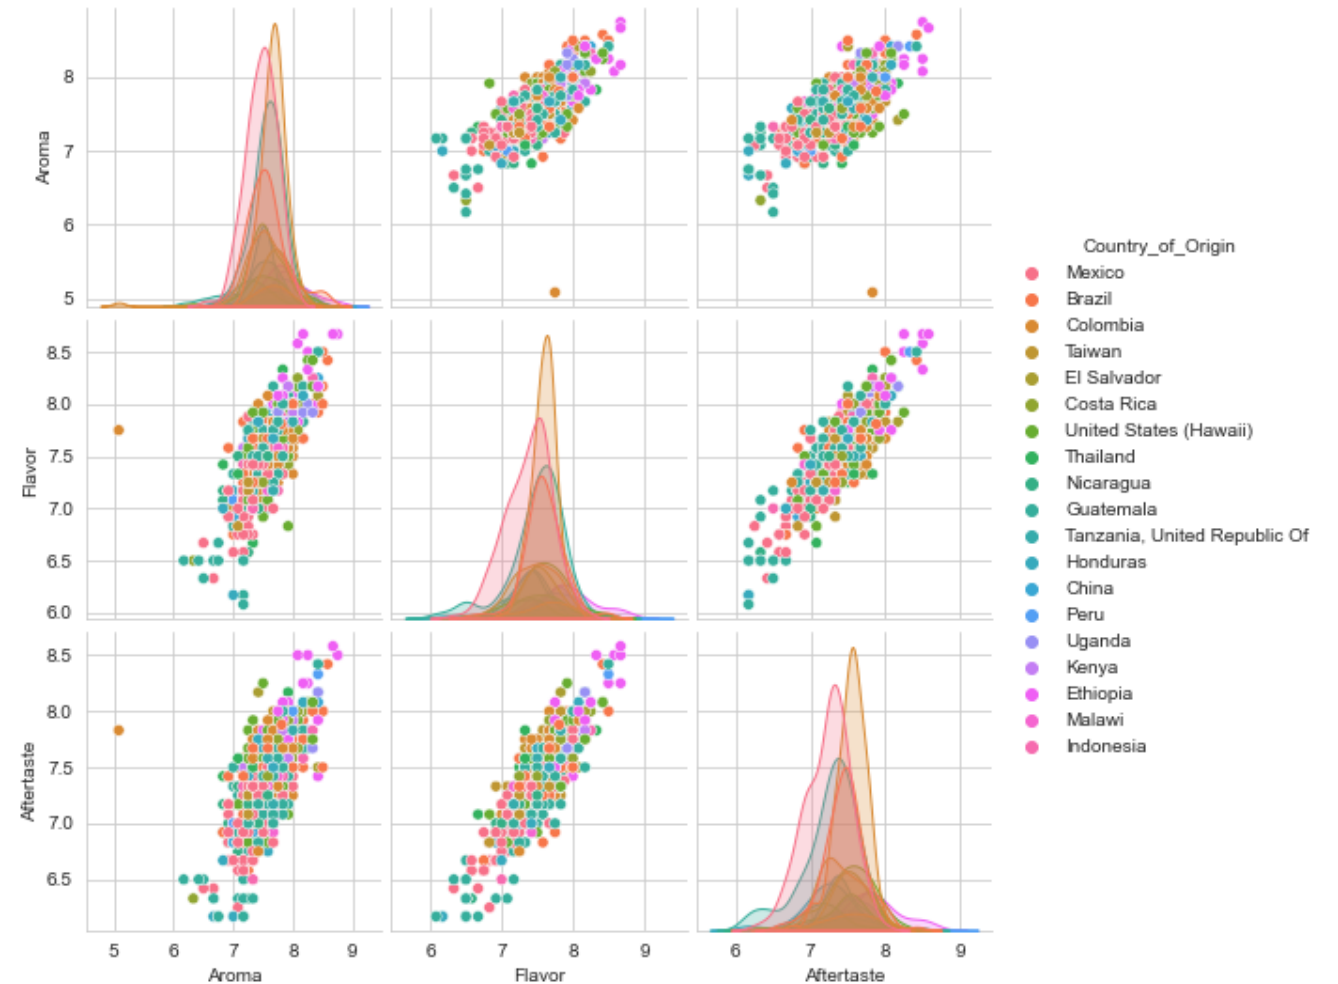 8
7
6
5
Aroma
8.5
8.0
7.5
7.0
6.5
6.0
Flavor
8.5
8.0
7.5
7.0
6.5
Aftertaste
5 6 7 8 9
Aroma
6 7 8 9
Flavor
6 7 8 9
Aftertaste
Country_of_Origin
Mexico
Brazil
Colombia
Taiwan
El Salvador
Costa Rica
United States (Hawaii)
Thailand
Nicaragua
Guatemala
Tanzania, United Republic Of
Honduras
China
Peru
Uganda
Kenya
Ethiopia
Malawi
Indonesia